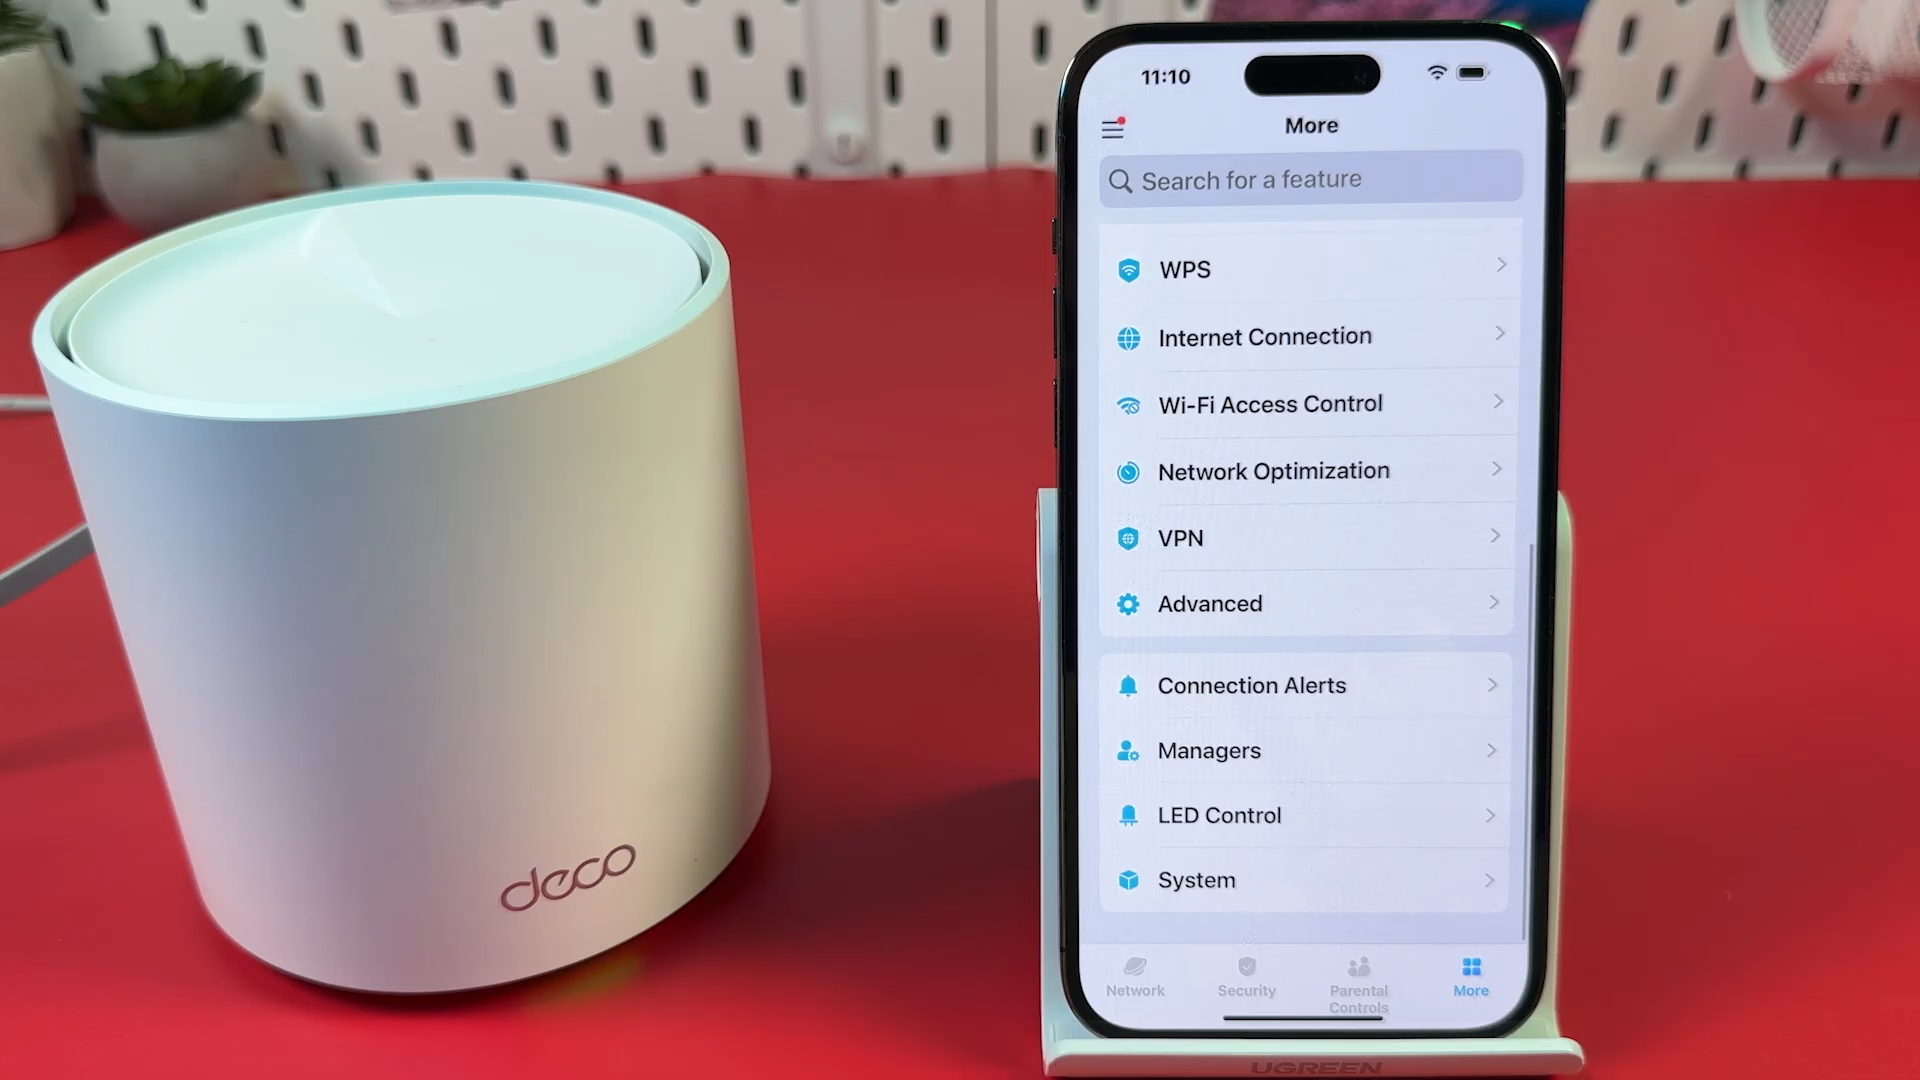 11:10
More
Search for a feature
WPS
Internet Connection
Wi-Fi Access Control
Network Optimization
VPN
Advanced
Connection Alerts
Managers
LED Control
System
Network
Security
Parental
Controls
More
deco
UGREEN